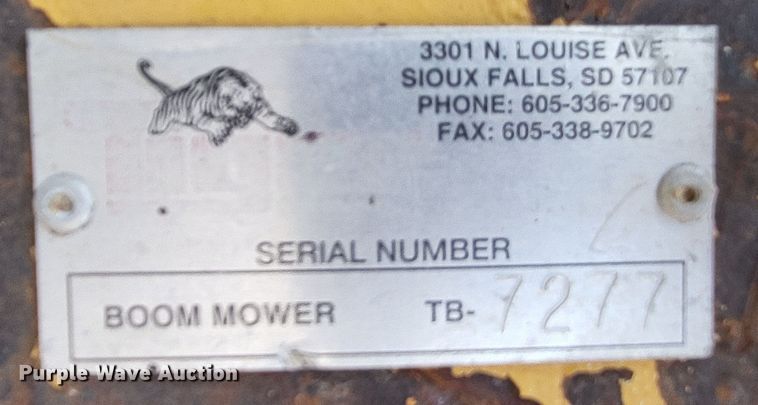 3301 N. LOUISE AVE.
SIOUX FALLS, SD 57107
PHONE: 605-336-7900
FAX: 605-338-9702
SERIAL NUMBER
BOOM MOWER TB-7277
Purple Wave Auction